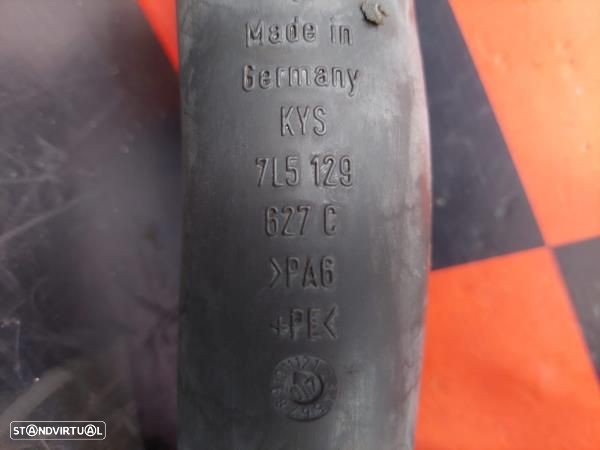 Made in
Germany
KYS
7L5 129
627 C
>PA6
+PE<
STANDVIRTUAL